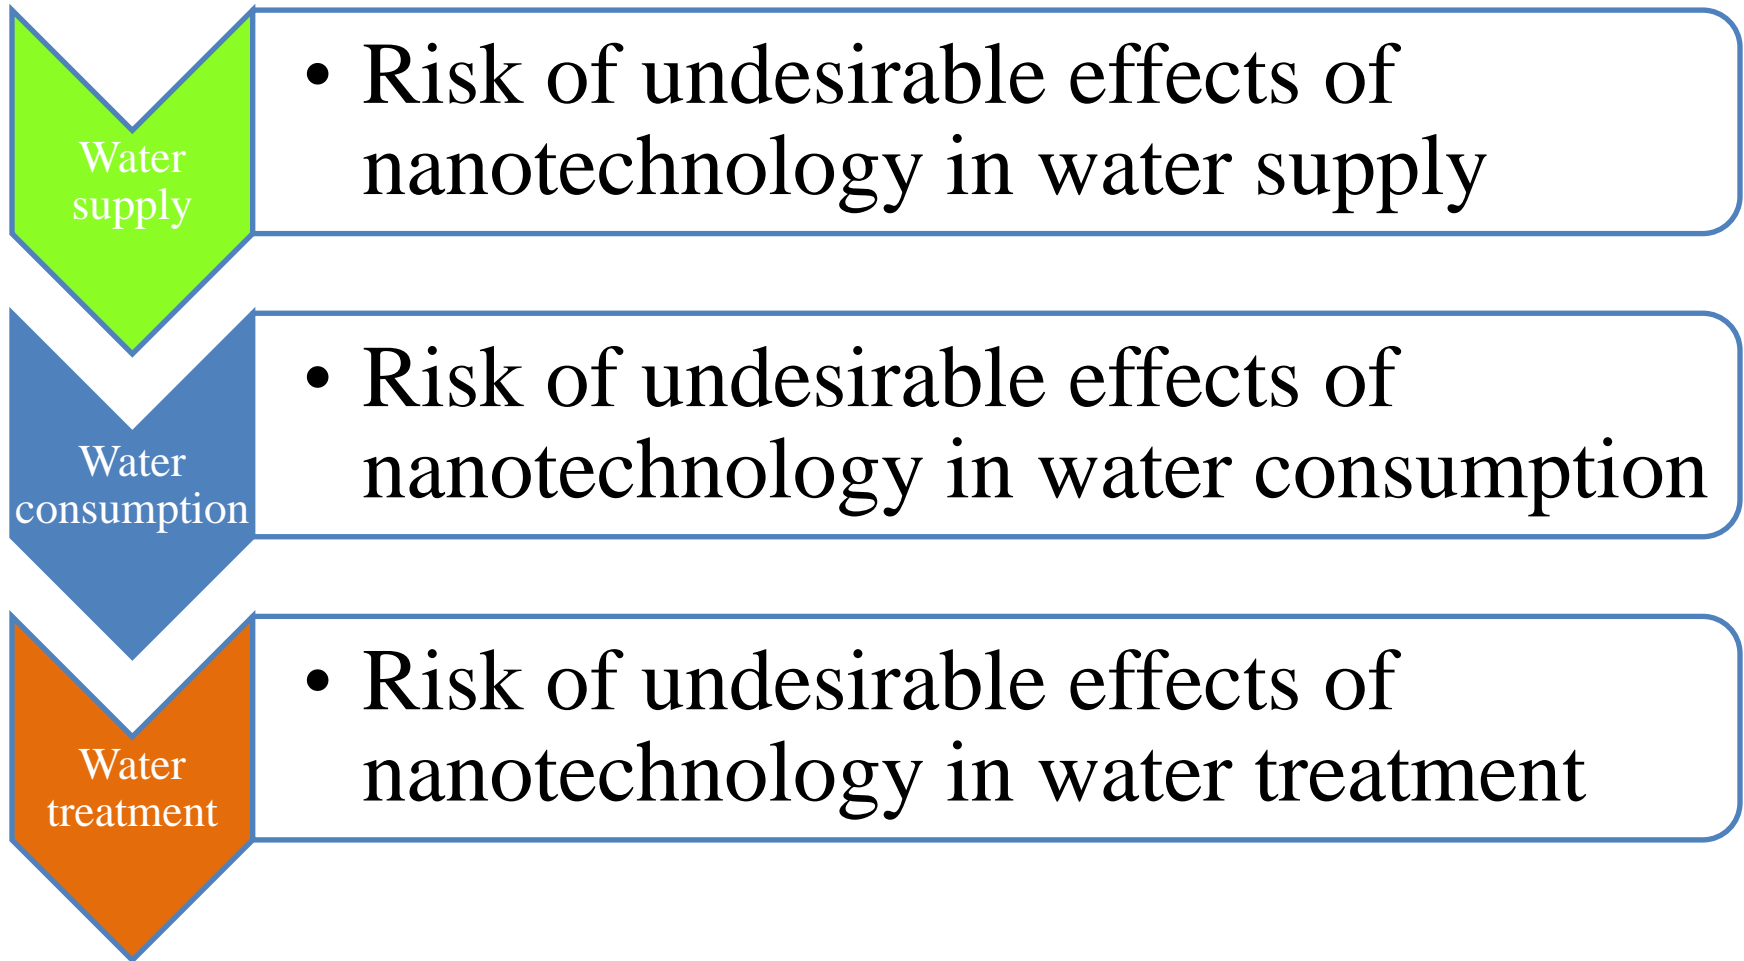 Water
supply
• Risk of undesirable effects of
nanotechnology in water supply
Water
consumption
• Risk of undesirable effects of
nanotechnology in water consumption
Water
treatment
• Risk of undesirable effects of
nanotechnology in water treatment